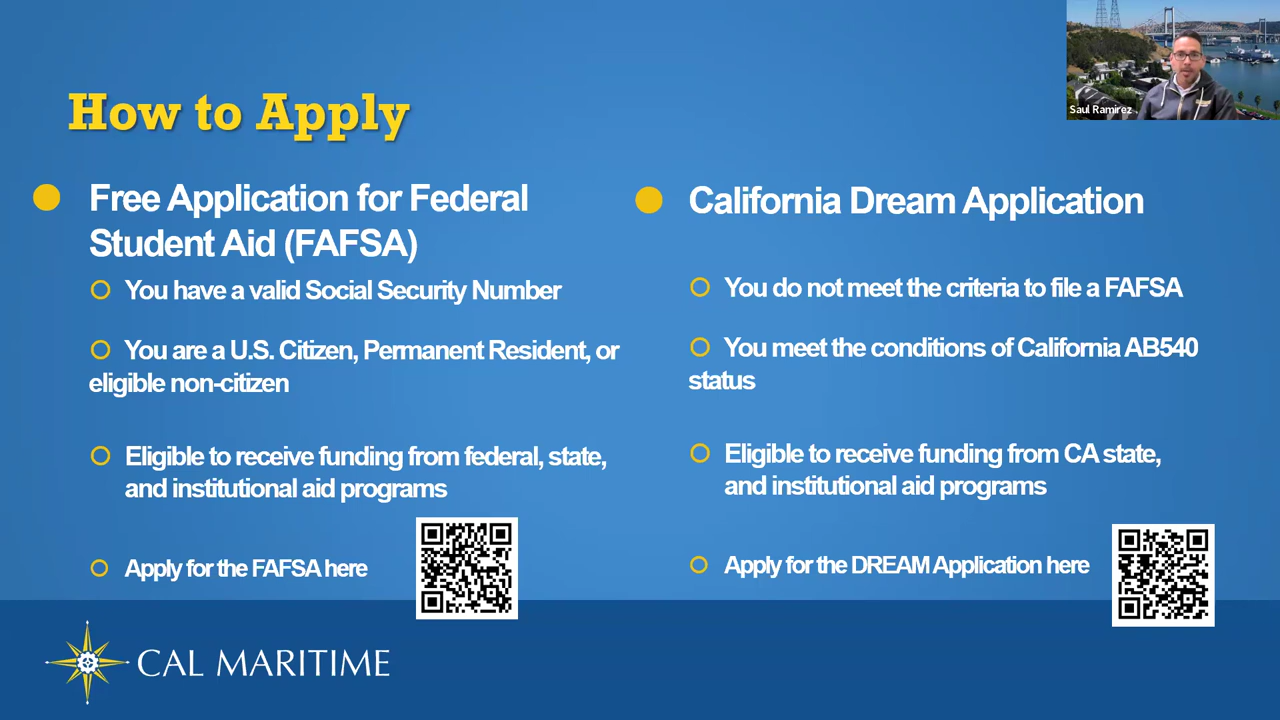 Saul Ramirez
How to Apply
Free Application for Federal
Student Aid (FAFSA)
You have a valid Social Security Number
You are a U.S. Citizen, Permanent Resident, or
eligible non-citizen
Eligible to receive funding from federal, state,
and institutional aid programs
Apply for the FAFSA here
California Dream Application
You do not meet the criteria to file a FAFSA
You meet the conditions of California AB540
status
Eligible to receive funding from CA state,
and institutional aid programs
Apply for the DREAM Application here
CAL MARITIME